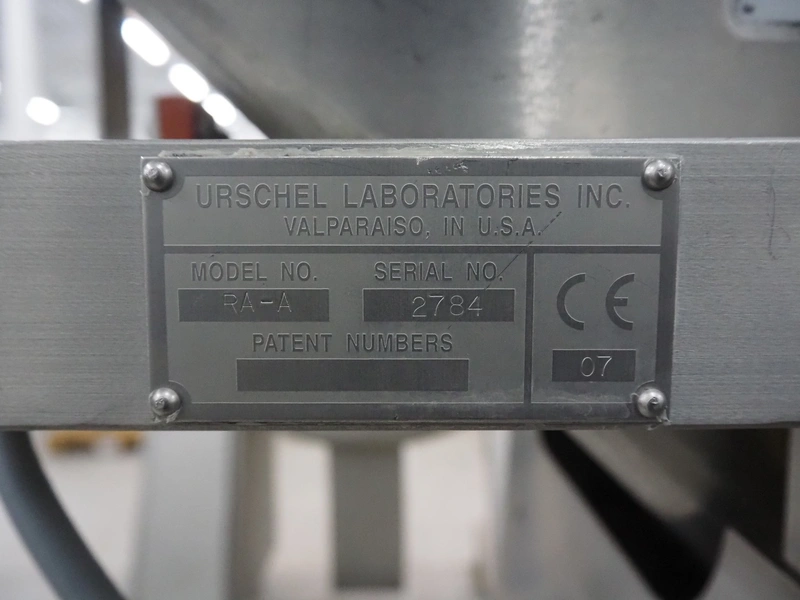 URSCHEL LABORATORIES INC.
VALPARAISO, IN U.S.A.
MODEL NO. SERIAL NO.
RA-A 2784
CE
PATENT NUMBERS
07